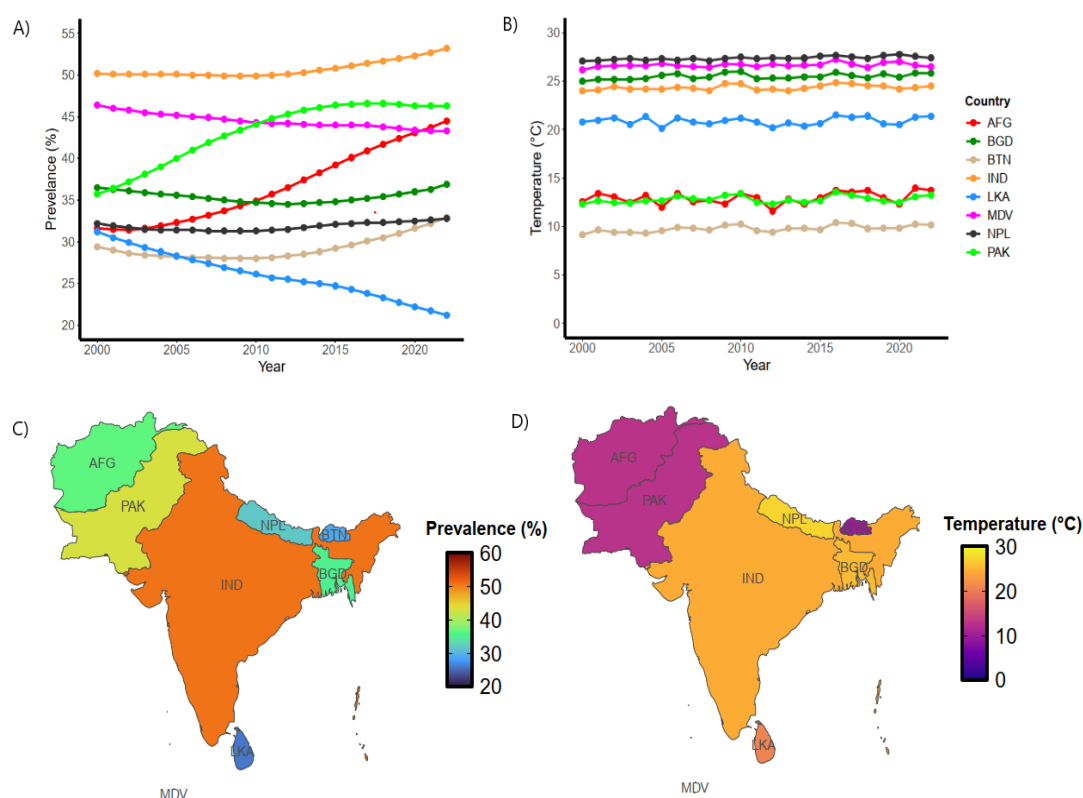 A)
55
50
45
40
35
30
25
20
Prevelance (%)
2000
2005
2010
2015
2020
Year
B)
30
25
20
15
10
5
0
Temperature (°C)
2000
2005
2010
2015
2020
Year
Country
AFG
BGD
BTN
IND
LKA
MDV
NPL
PAK
C)
AFG
PAK
NPL
BTN
BGD
IND
LKA
MDV
Prevalence (%)
60
50
40
30
20
D)
AFG
PAK
NPL
BGD
IND
LKA
MDV
Temperature (°C)
30
20
10
0